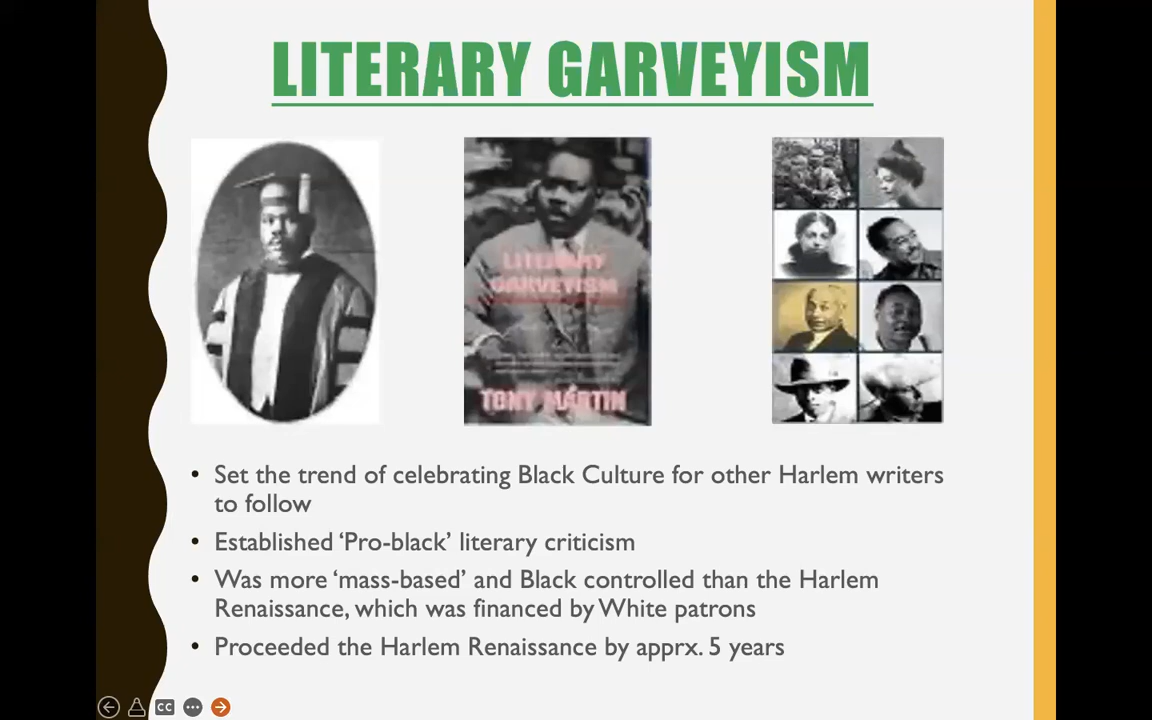 LITERARY GARVEYISM
LITERARY
GARVEYISM
TONY MARTIN
• Set the trend of celebrating Black Culture for other Harlem writers
to follow
• Established ‘Pro-black’ literary criticism
• Was more ‘mass-based’ and Black controlled than the Harlem
Renaissance, which was financed by White patrons
• Proceeded the Harlem Renaissance by apprx. 5 years
CC